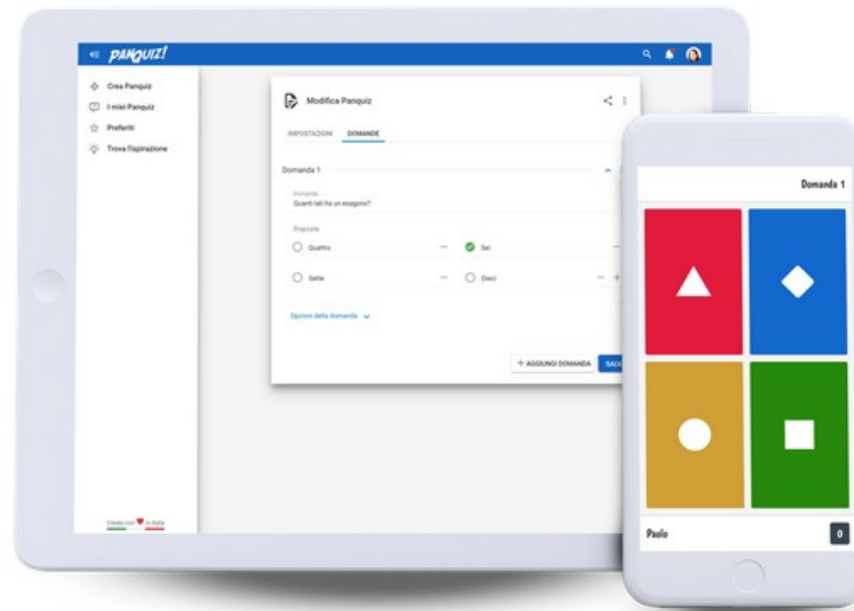 PANQUIZ!
Crea Panquiz
I miei Panquiz
Preferiti
Trova l'ispirazione
Modifica Panquiz
IMPOSTAZIONI DOMANDE
Domanda 1
Domanda
Quanti lati ha un esagono?
Risposte
Quattro
Sei
Sette
Dieci
Opzioni della domanda
+ AGGIUNGI DOMANDA
Creato con in Italia
Domanda 1
Paolo
0